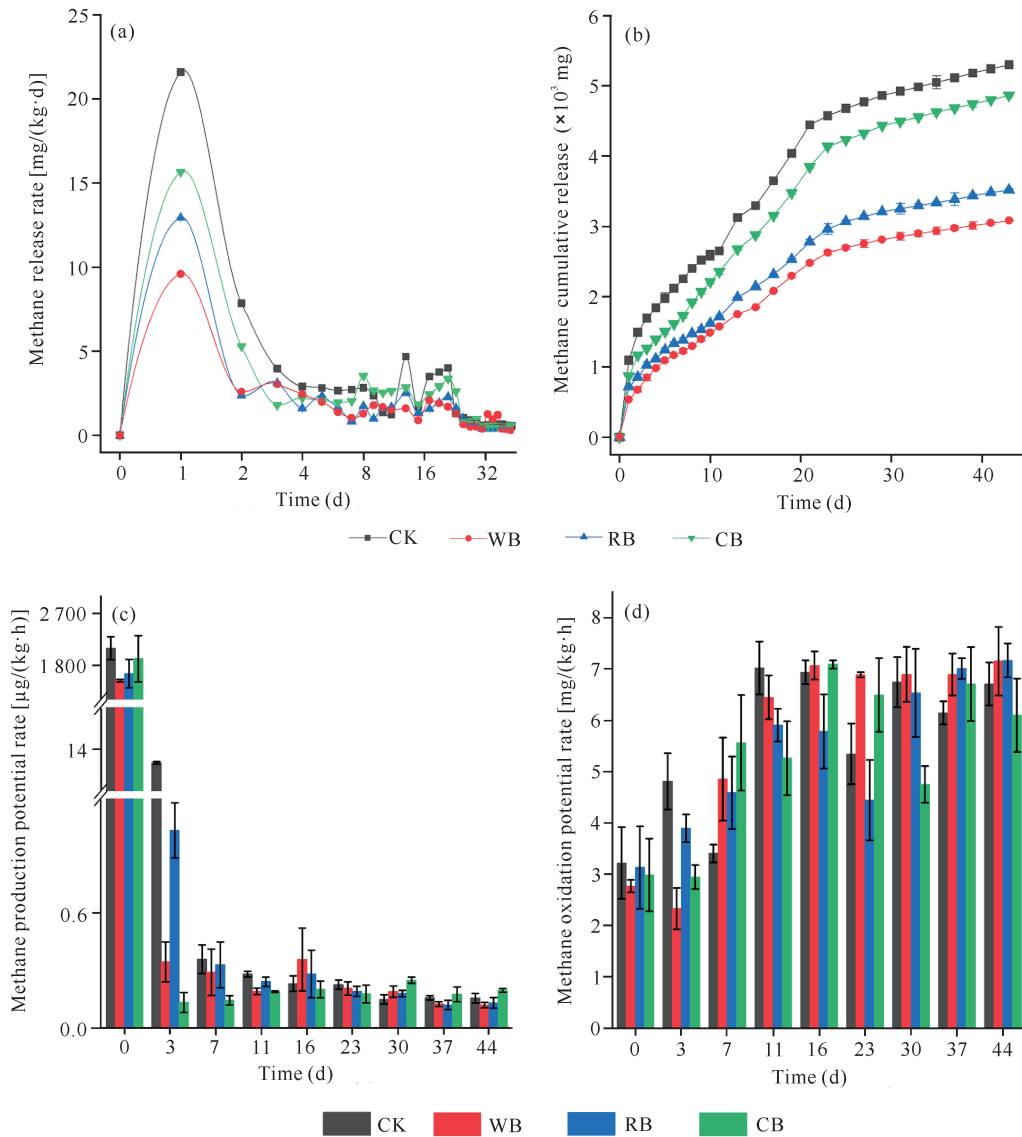 (a)
Methane release rate [mg/(kg·d)]
25
20
15
10
5
0
0 1 2 4 8 16 32
Time (d)
(b)
Methane cumulative release (×10³ mg)
6
5
4
3
2
1
0
0 10 20 30 40
Time (d)
CK WB RB CB
(c)
Methane production potential rate [μg/(kg·h)]
2 700
1 800
14
0.6
0.0
0 3 7 11 16 23 30 37 44
Time (d)
(d)
Methane oxidation potential rate [mg/(kg·h)
8
7
6
5
4
3
2
1
0
0 3 7 11 16 23 30 37 44
Time (d)
CK WB RB CB